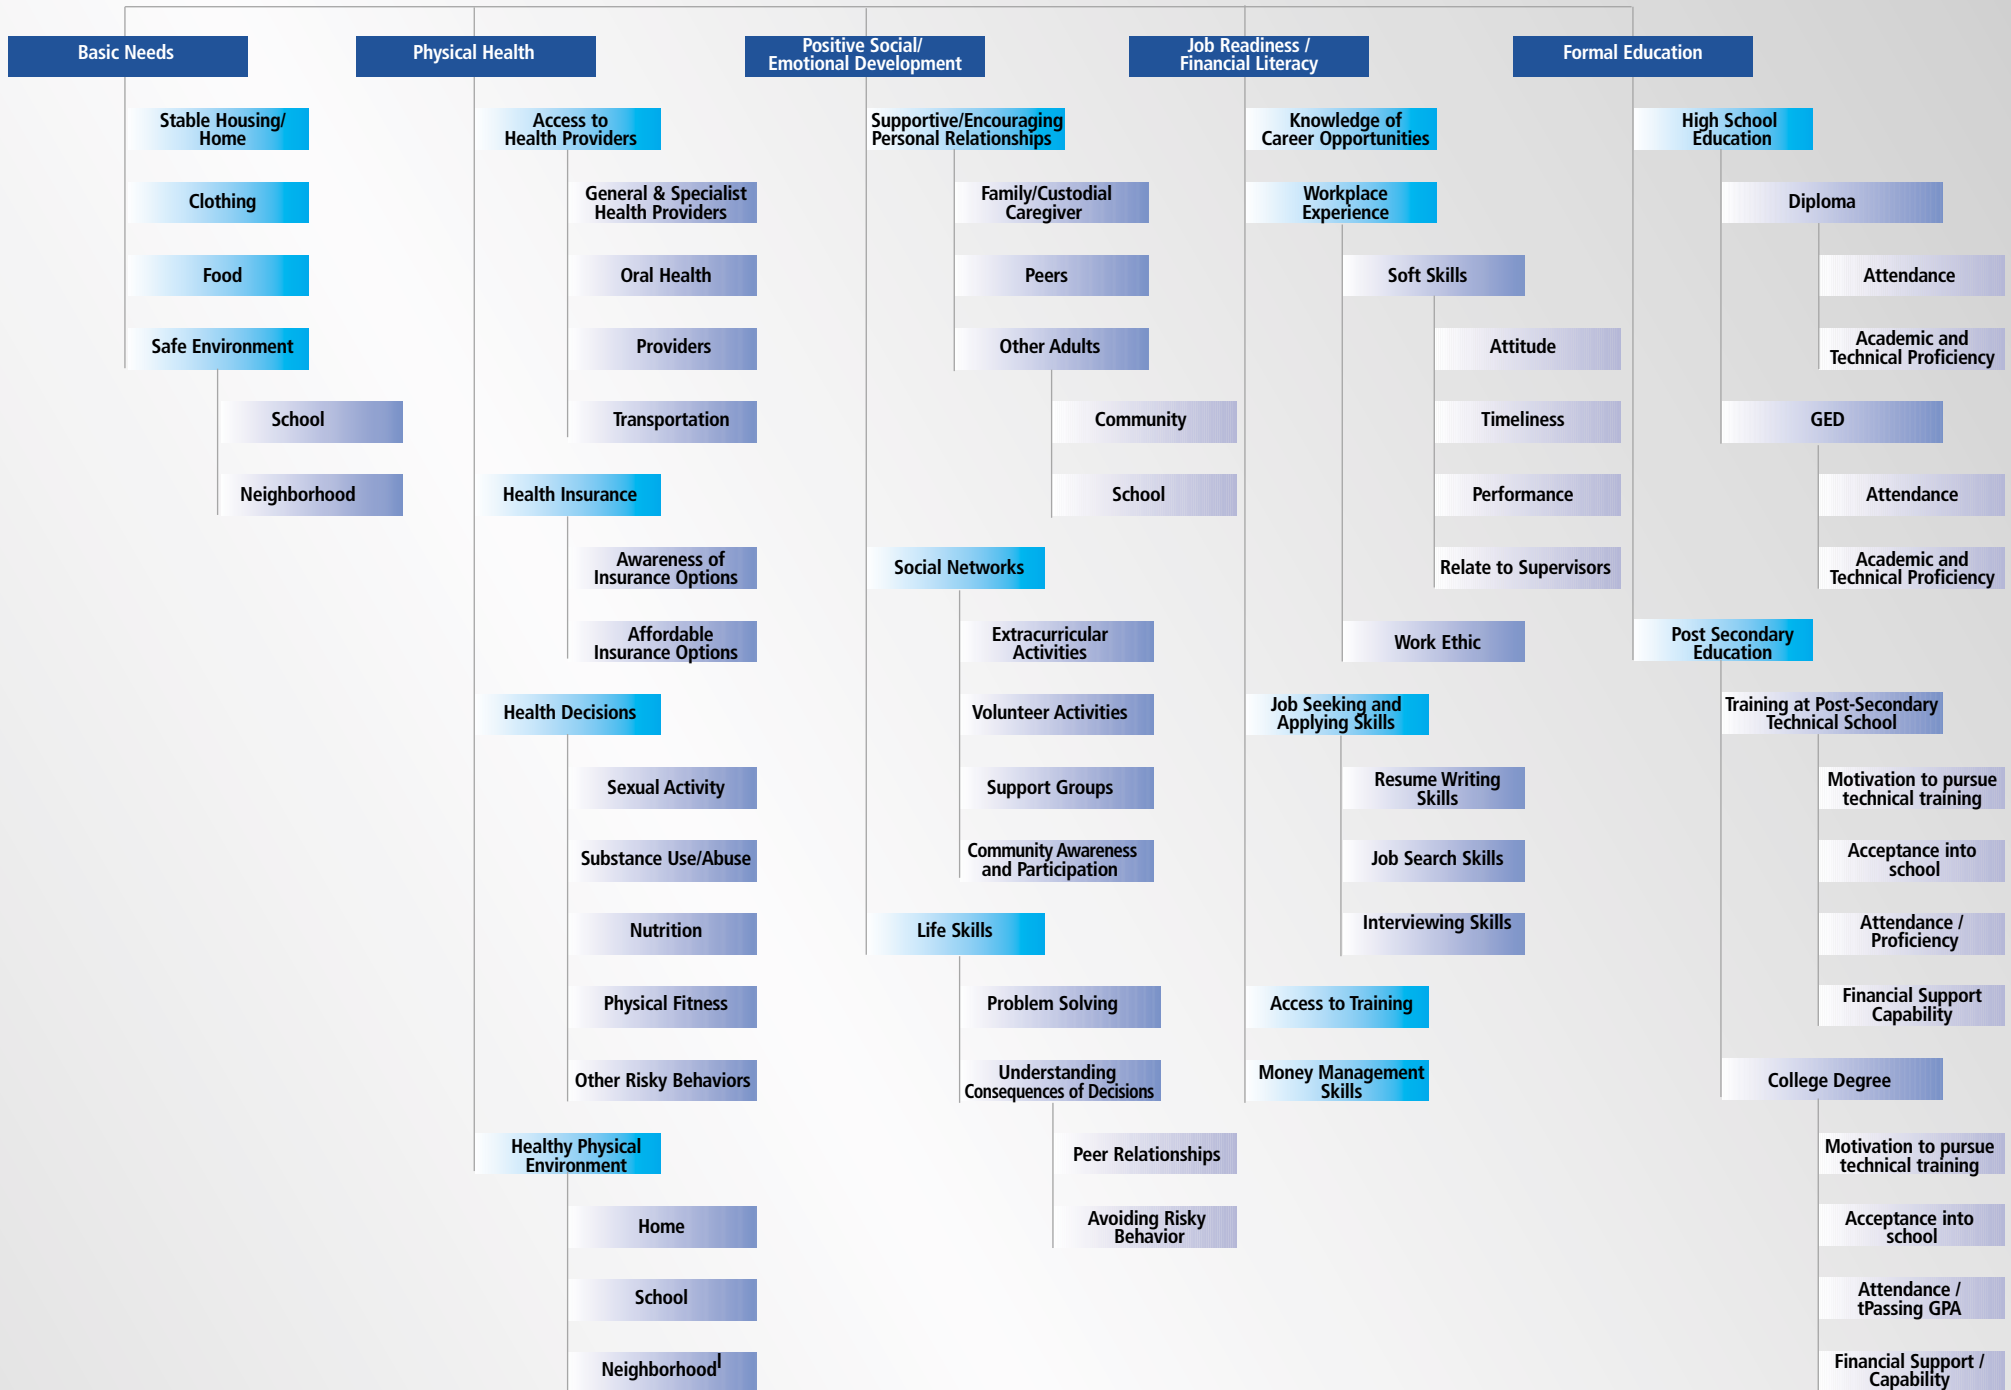 Basic Needs
Stable Housing/
Home
Clothing
Food
Safe Environment
School
Neighborhood
Physical Health
Access to
Health Providers
General & Specialist
Health Providers
Oral Health
Providers
Transportation
Health Insurance
Awareness of
Insurance Options
Affordable
Insurance Options
Health Decisions
Sexual Activity
Substance Use/Abuse
Nutrition
Physical Fitness
Other Risky Behaviors
Healthy Physical
Environment
Home
School
Neighborhoodl
Positive Social/
Emotional Development
Supportive/Encouraging
Personal Relationships
Family/Custodial
Caregiver
Peers
Other Adults
Community
School
Social Networks
Extracurricular
Activities
Volunteer Activities
Support Groups
Community Awareness
and Participation
Life Skills
Problem Solving
Understanding
Consequences of Decisions
Peer Relationships
Avoiding Risky
Behavior
Job Readiness /
Financial Literacy
Knowledge of
Career Opportunities
Workplace
Experience
Soft Skills
Attitude
Timeliness
Performance
Relate to Supervisors
Work Ethic
Job Seeking and
Applying Skills
Resume Writing
Skills
Job Search Skills
Interviewing Skills
Access to Training
Money Management
Skills
Formal Education
High School
Education
Diploma
Attendance
Academic and
Technical Proficiency
GED
Attendance
Academic and
Technical Proficiency
Post Secondary
Education
Training at Post-Secondary
Technical School
Motivation to pursue
technical training
Acceptance into
school
Attendance /
Proficiency
Financial Support
Capability
College Degree
Motivation to pursue
technical training
Acceptance into
school
Attendance /
tPassing GPA
Financial Support /
Capability